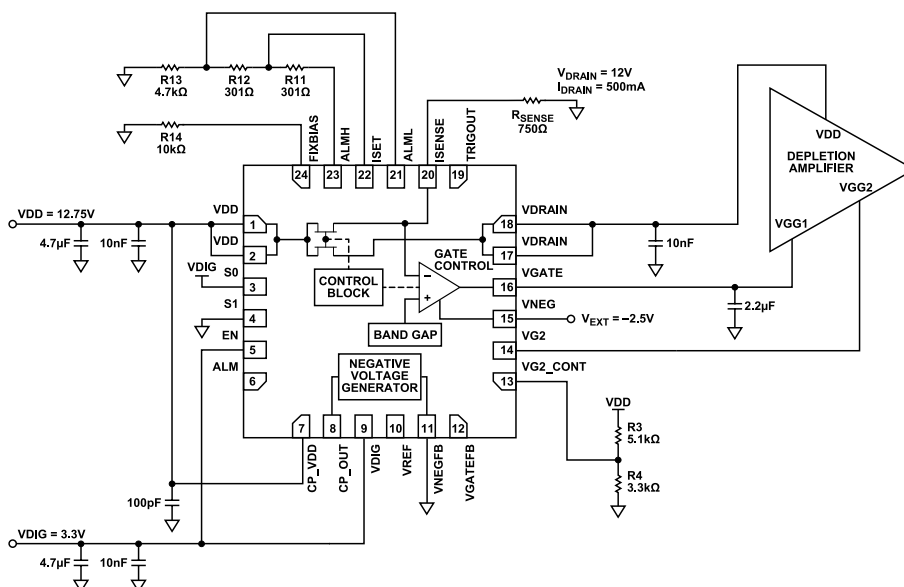 R13
4.7kΩ
R12
301Ω
R11
301Ω
R14
10kΩ
VDRAIN = 12V
IDRAIN = 500mA
RSENSE
750Ω
FIXBIAS
ALMH
ISET
ALML
ISENSE
TRIGOUT
24
23
22
21
20
19
VDD
DEPLETION
AMPLIFIER
VGG2
VGG1
VDD = 12.75V
4.7µF
10nF
VDD
1
VDD
2
S0
VDIG
3
S1
4
EN
5
ALM
6
CONTROL
BLOCK
GATE
CONTROL
–
+
BAND GAP
NEGATIVE
VOLTAGE
GENERATOR
18
VDRAIN
17
VDRAIN
16
VGATE
15
VNEG
14
VG2
13
VG2_CONT
10nF
2.2µF
VEXT = –2.5V
VDD
R3
5.1kΩ
R4
3.3kΩ
7
8
9
10
11
12
CP_VDD
CP_OUT
VDIG
VREF
VNEGFB
VGATEFB
100pF
VDIG = 3.3V
4.7µF
10nF